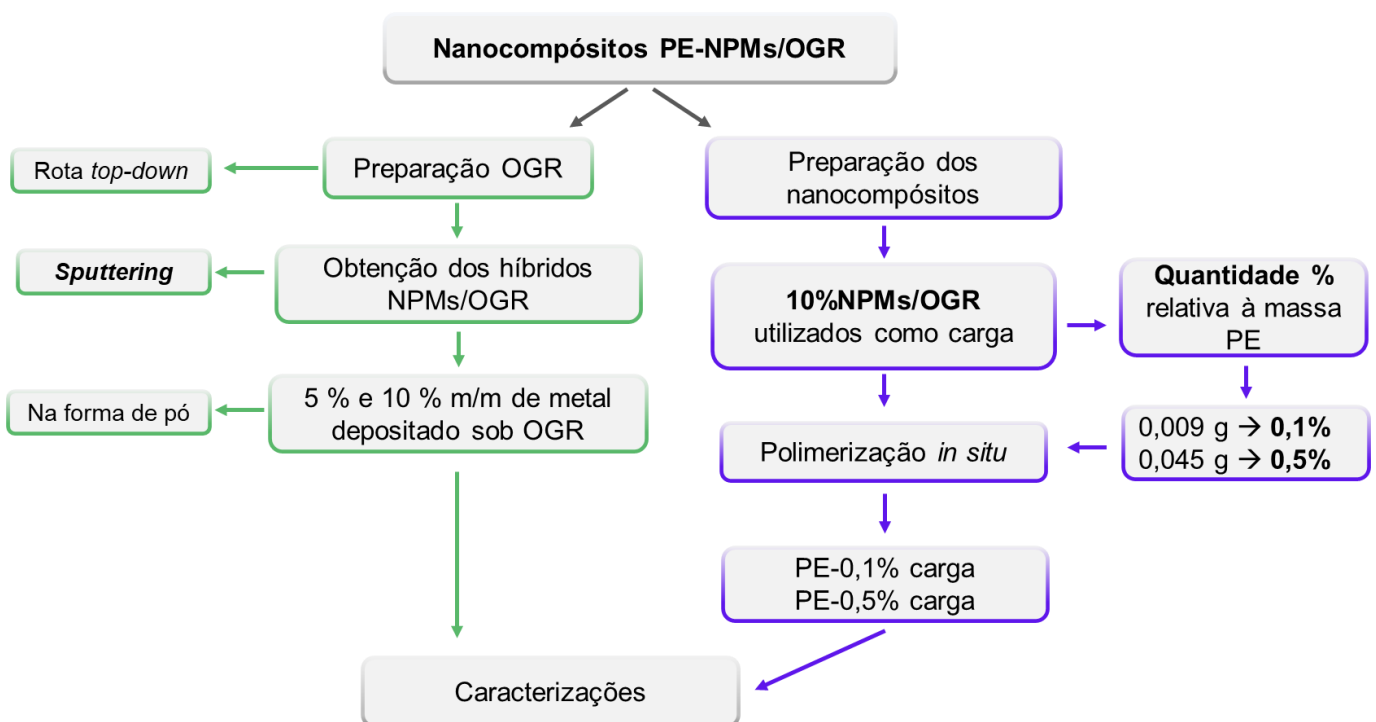 Nanocompósitos PE-NPMs/OGR
Rota top-down
Preparação OGR
Preparação dos
nanocompósitos
Sputtering
Obtenção dos híbridos
NPMs/OGR
10%NPMs/OGR
utilizados como carga
Quantidade %
relativa à massa
PE
Na forma de pó
5 % e 10 % m/m de metal
depositado sob OGR
Polimerização in situ
0,009 g → 0,1%
0,045 g → 0,5%
PE-0,1% carga
PE-0,5% carga
Caracterizações